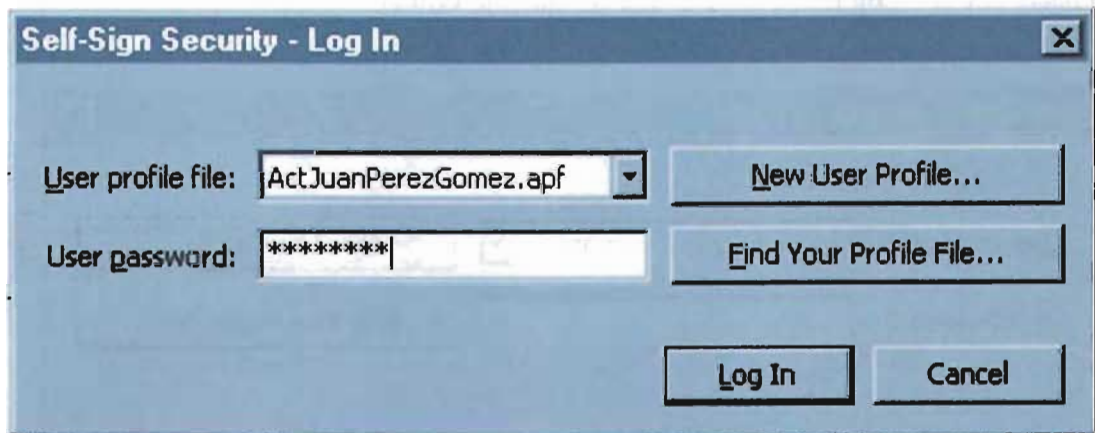 Self-Sign Security - Log In
User profile file: ActJuanPerezGomez.apf New User Profile...
User password: ******** Find Your Profile File...
Log In Cancel